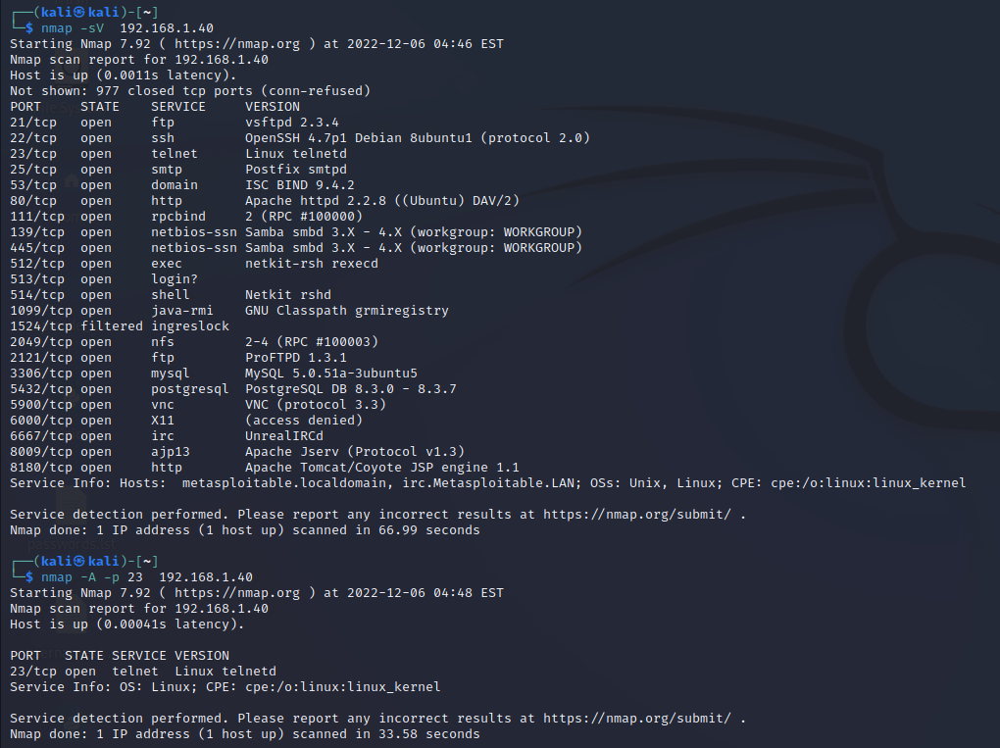 ┌──(kali㉿kali)-[~]
└─$ nmap -sV  192.168.1.40
Starting Nmap 7.92 ( https://nmap.org ) at 2022-12-06 04:46 EST
Nmap scan report for 192.168.1.40
Host is up (0.0011s latency).
Not shown: 977 closed tcp ports (conn-refused)
PORT     STATE    SERVICE     VERSION
21/tcp   open     ftp         vsftpd 2.3.4
22/tcp   open     ssh         OpenSSH 4.7p1 Debian 8ubuntu1 (protocol 2.0)
23/tcp   open     telnet      Linux telnetd
25/tcp   open     smtp        Postfix smtpd
53/tcp   open     domain      ISC BIND 9.4.2
80/tcp   open     http        Apache httpd 2.2.8 ((Ubuntu) DAV/2)
111/tcp  open     rpcbind     2 (RPC #100000)
139/tcp  open     netbios-ssn Samba smbd 3.X - 4.X (workgroup: WORKGROUP)
445/tcp  open     netbios-ssn Samba smbd 3.X - 4.X (workgroup: WORKGROUP)
512/tcp  open     exec        netkit-rsh rexecd
513/tcp  open     login?
514/tcp  open     shell       Netkit rshd
1099/tcp open     java-rmi    GNU Classpath grmiregistry
1524/tcp filtered ingreslock
2049/tcp open     nfs         2-4 (RPC #100003)
2121/tcp open     ftp         ProFTPD 1.3.1
3306/tcp open     mysql       MySQL 5.0.51a-3ubuntu5
5432/tcp open     postgresql  PostgreSQL DB 8.3.0 - 8.3.7
5900/tcp open     vnc         VNC (protocol 3.3)
6000/tcp open     X11         (access denied)
6667/tcp open     irc         UnrealIRCd
8009/tcp open     ajp13       Apache Jserv (Protocol v1.3)
8180/tcp open     http        Apache Tomcat/Coyote JSP engine 1.1
Service Info: Hosts:  metasploitable.localdomain, irc.Metasploitable.LAN; OSs: Unix, Linux; CPE: cpe:/o:linux:linux_kernel

Service detection performed. Please report any incorrect results at https://nmap.org/submit/ .
Nmap done: 1 IP address (1 host up) scanned in 66.99 seconds

┌──(kali㉿kali)-[~]
└─$ nmap -A -p 23  192.168.1.40
Starting Nmap 7.92 ( https://nmap.org ) at 2022-12-06 04:48 EST
Nmap scan report for 192.168.1.40
Host is up (0.00041s latency).

PORT   STATE SERVICE VERSION
23/tcp open  telnet  Linux telnetd
Service Info: OS: Linux; CPE: cpe:/o:linux:linux_kernel

Service detection performed. Please report any incorrect results at https://nmap.org/submit/ .
Nmap done: 1 IP address (1 host up) scanned in 33.58 seconds